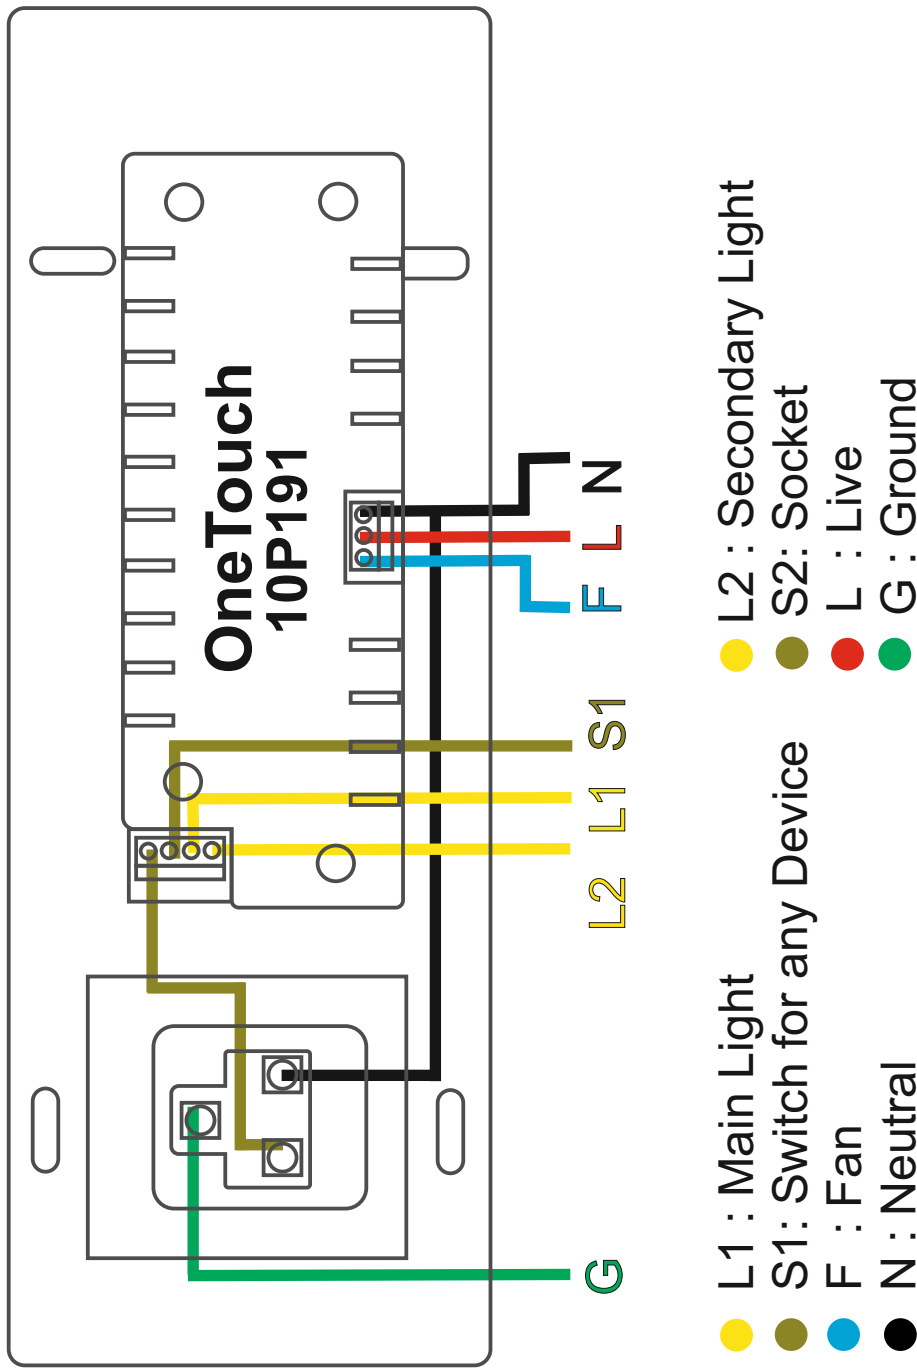 OneTouch
10P191
G
L2
L1
S1
F
L
N
L1 : Main Light
L2 : Secondary Light
S1: Switch for any Device
S2: Socket
F : Fan
L : Live
N : Neutral
G : Ground